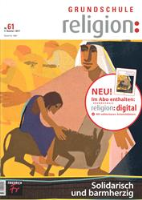 GRUNDSCHULE
religion:
Nr.
61
NEU!
Im Abo enthalten:
religion:digital
Solidarisch
und barmherzig